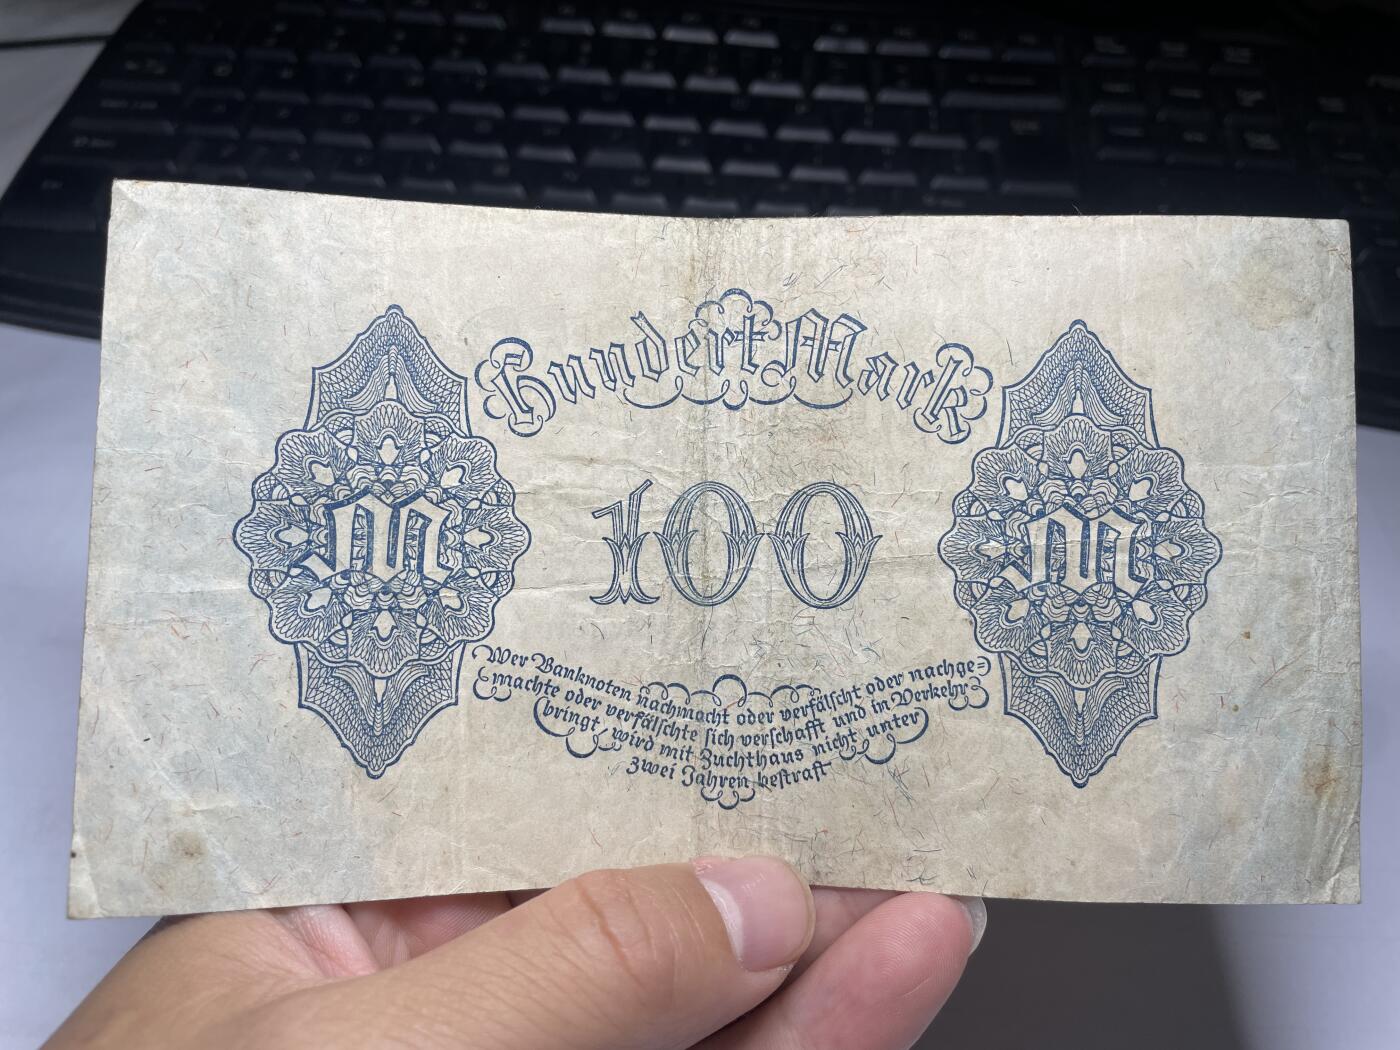 Hundert Mark
M
100
M
Wer Banknoten nachmacht oder verfälscht oder nachge=
machte oder verfälschte sich verschafft und in Verkehr
bringt, wird mit Zuchthaus nicht unter
zwei Jahren bestraft